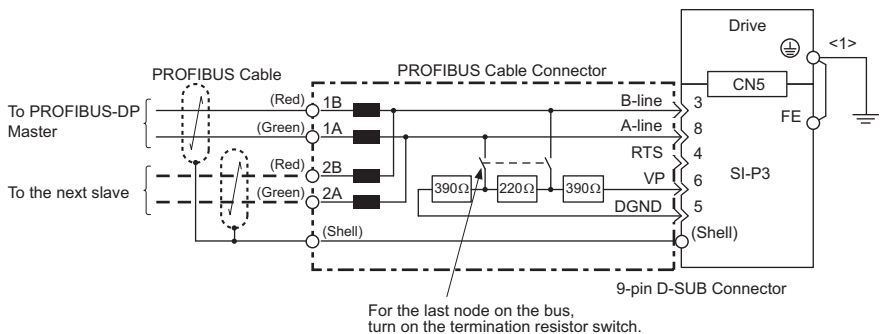 Drive
<1>
PROFIBUS Cable
PROFIBUS Cable Connector
CN5
To PROFIBUS-DP
Master
(Red)
1B
B-line
3
FE
(Green)
1A
A-line
8
RTS
4
SI-P3
(Red)
2B
To the next slave
(Green)
2A
390Ω
220Ω
390Ω
VP
6
DGND
5
(Shell)
(Shell)
9-pin D-SUB Connector
For the last node on the bus,
turn on the termination resistor switch.